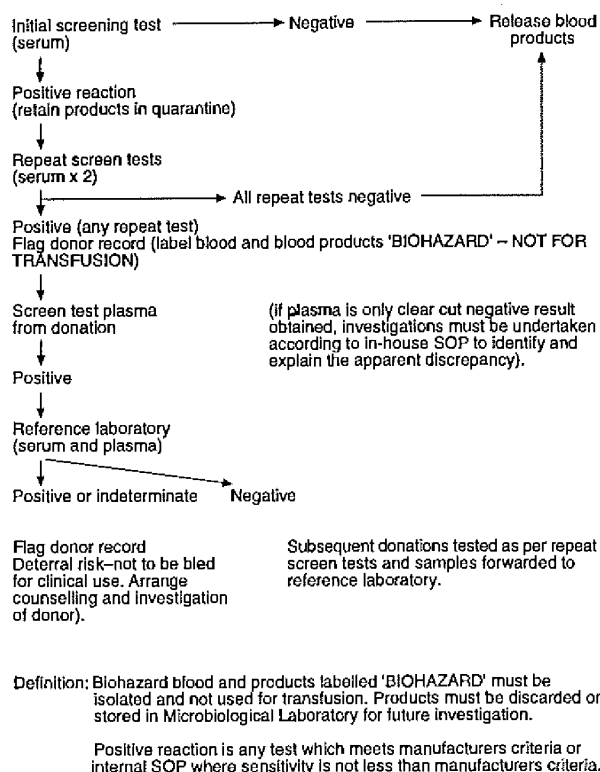 Initial screening test Negative Release blood
(serum) products
Positive reaction
(retain products in quarantine)
Repeat screen tests
(serum x 2)
All repeat tests negative
Positive (any repeat test)
Flag donor record (label blood and blood products 'BIOHAZARD' – NOT FOR
TRANSFUSION)
Screen test plasma
from donation
(if plasma is only clear cut negative result
obtained, investigations must be undertaken
according to in-house SOP to identify and
explain the apparent discrepancy).
Positive
Reference laboratory
(serum and plasma)
Positive or indeterminate Negative
Flag donor record
Deterral risk–not to be bled
for clinical use. Arrange
counselling and investigation
of donor).
Subsequent donations tested as per repeat
screen tests and samples forwarded to
reference laboratory.
Definition: Biohazard blood and products labelled 'BIOHAZARD' must be
isolated and not used for transfusion. Products must be discarded or
stored in Microbiological Laboratory for future investigation.
Positive reaction is any test which meets manufacturers criteria or
internal SOP where sensitivity is not less than manufacturers criteria.